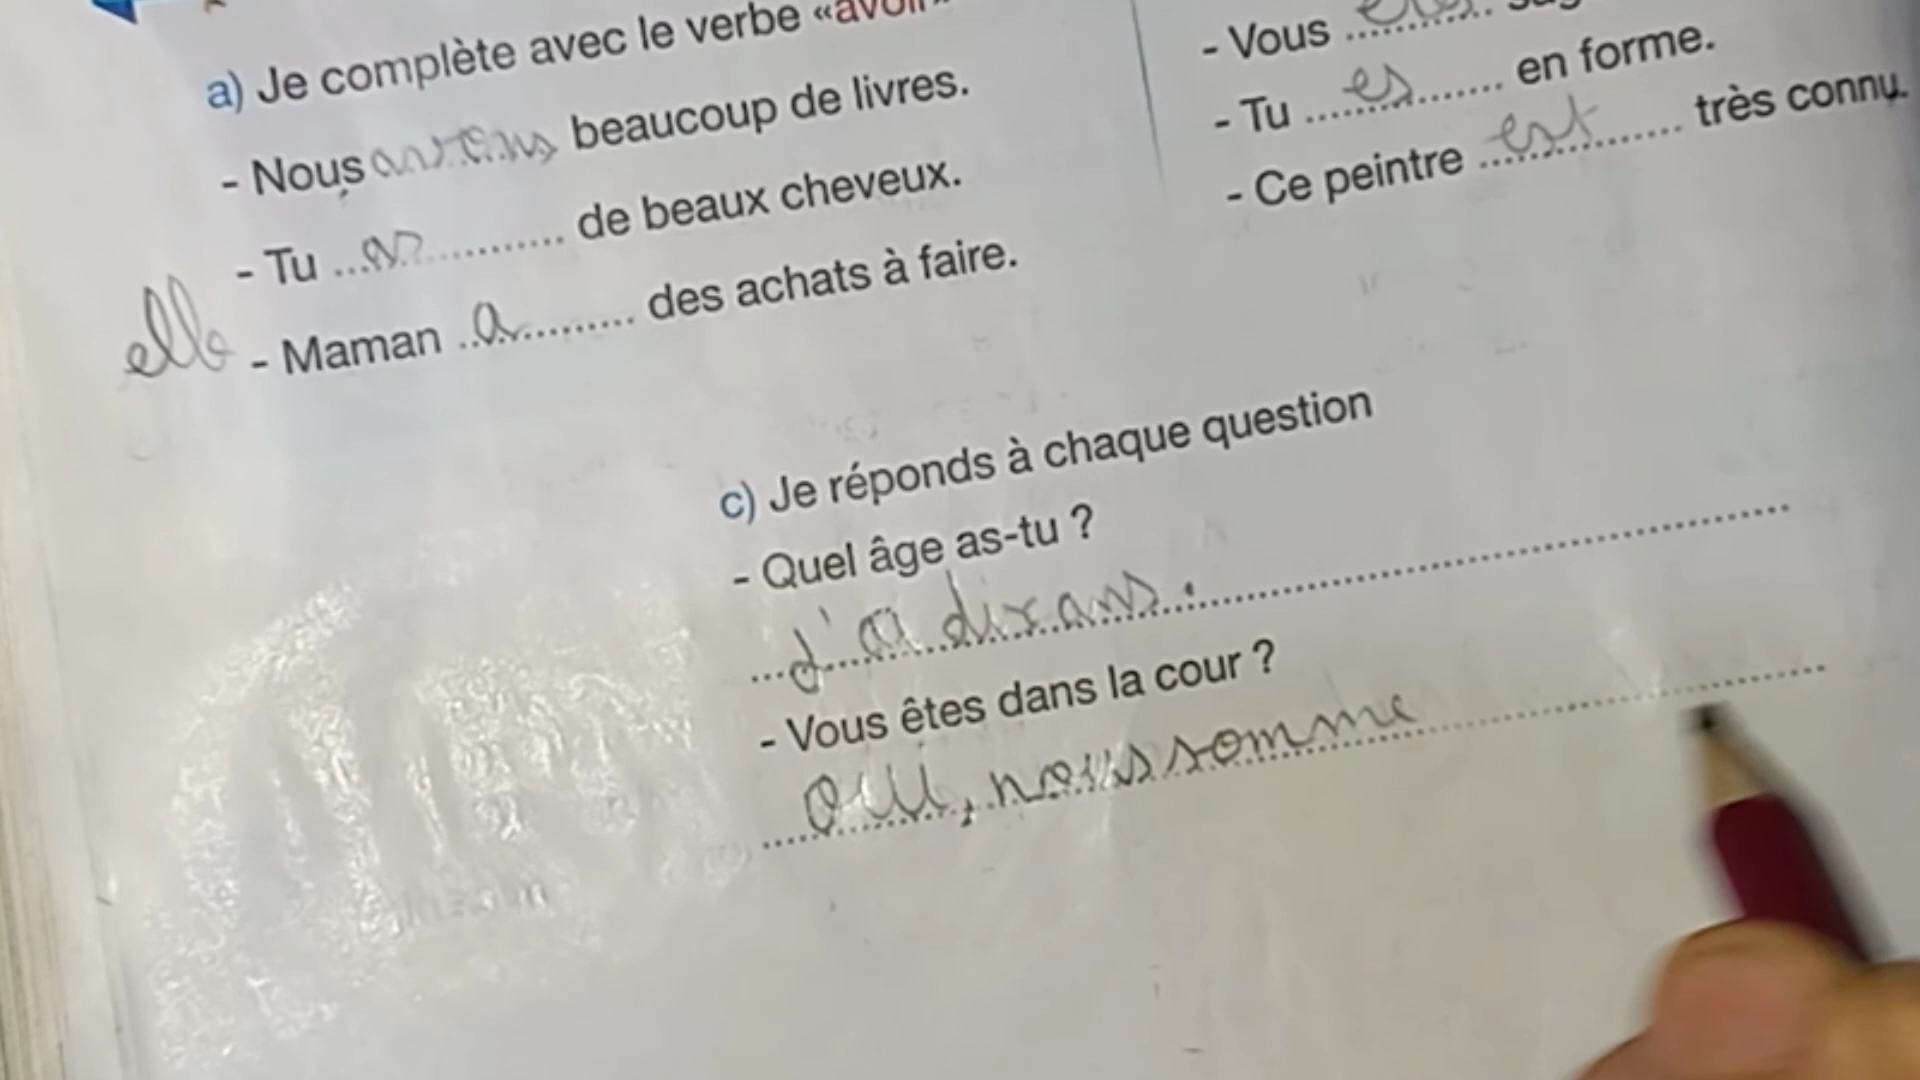 a) Je complète avec le verbe «avoir»
- Nous avons beaucoup de livres.
- Tu as de beaux cheveux.
elle - Maman a des achats à faire.
- Vous êtes
- Tu es en forme.
- Ce peintre est très connu.
c) Je réponds à chaque question
- Quel âge as-tu ?
J'ai dix ans.
- Vous êtes dans la cour ?
oui, nous somme